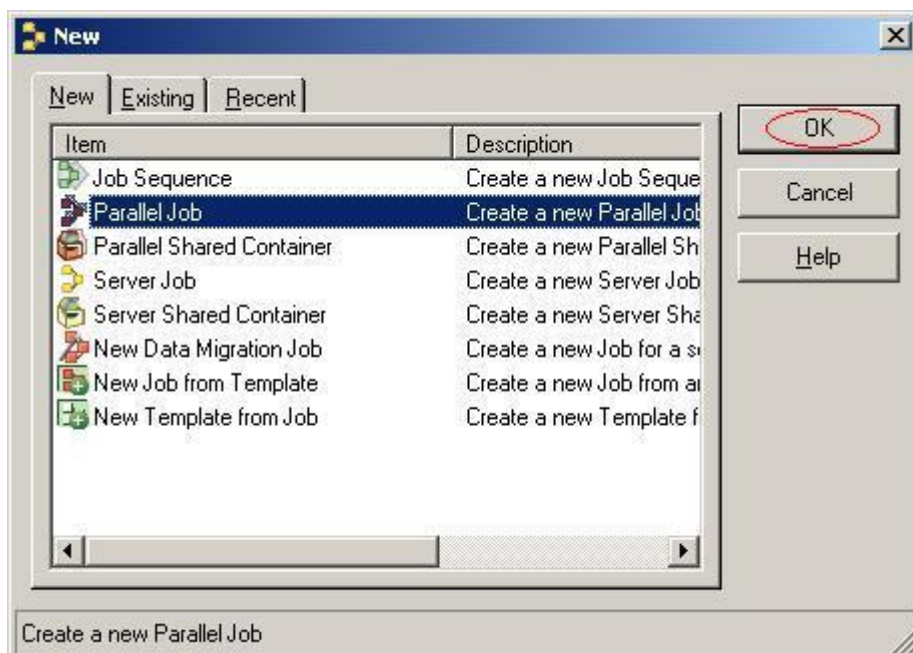 New
New Existing Recent
Item Description
Job Sequence Create a new Job Seque
Parallel Job Create a new Parallel Job
Parallel Shared Container Create a new Parallel Sh
Server Job Create a new Server Job
Server Shared Container Create a new Server Sha
New Data Migration Job Create a new Job for a s
New Job from Template Create a new Job from a
New Template from Job Create a new Template f
OK
Cancel
Help
Create a new Parallel Job